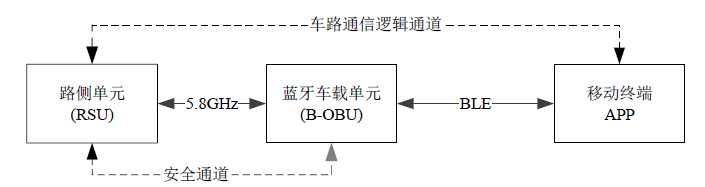 车路通信逻辑通道
路侧单元
(RSU)
5.8GHz
蓝牙车载单元
(B-OBU)
BLE
移动终端
APP
安全通道